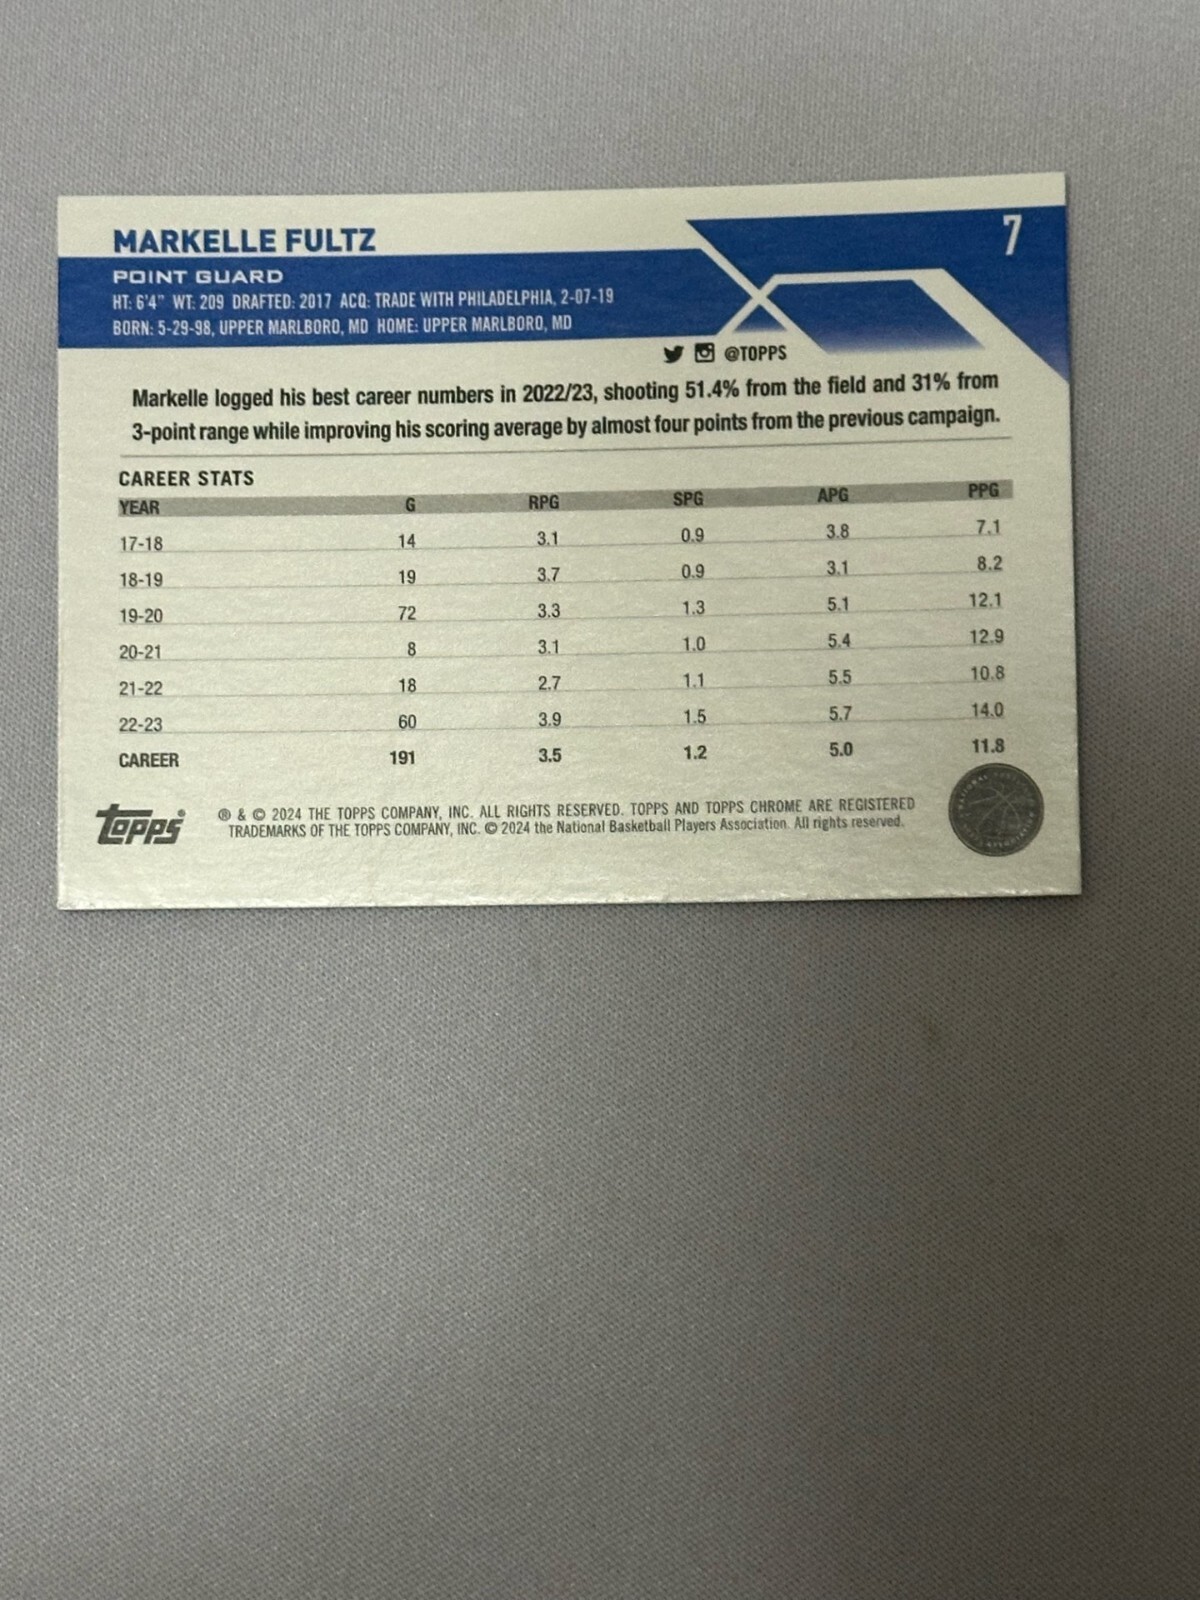 MARKELLE FULTZ
7
POINT GUARD
HT: 6'4" WT: 209 DRAFTED: 2017 ACQ: TRADE WITH PHILADELPHIA, 2-07-19
BORN: 5-29-98, UPPER MARLBORO, MD HOME: UPPER MARLBORO, MD
@TOPPS
Markelle logged his best career numbers in 2022/23, shooting 51.4% from the field and 31% from
3-point range while improving his scoring average by almost four points from the previous campaign.
CAREER STATS
YEAR G RPG SPG APG PPG
17-18 14 3.1 0.9 3.8 7.1
18-19 19 3.7 0.9 3.1 8.2
19-20 72 3.3 1.3 5.1 12.1
20-21 8 3.1 1.0 5.4 12.9
21-22 18 2.7 1.1 5.5 10.8
22-23 60 3.9 1.5 5.7 14.0
CAREER 191 3.5 1.2 5.0 11.8
Topps®
® & © 2024 THE TOPPS COMPANY, INC. ALL RIGHTS RESERVED. TOPPS AND TOPPS CHROME ARE REGISTERED
TRADEMARKS OF THE TOPPS COMPANY, INC. © 2024 the National Basketball Players Association. All rights reserved.